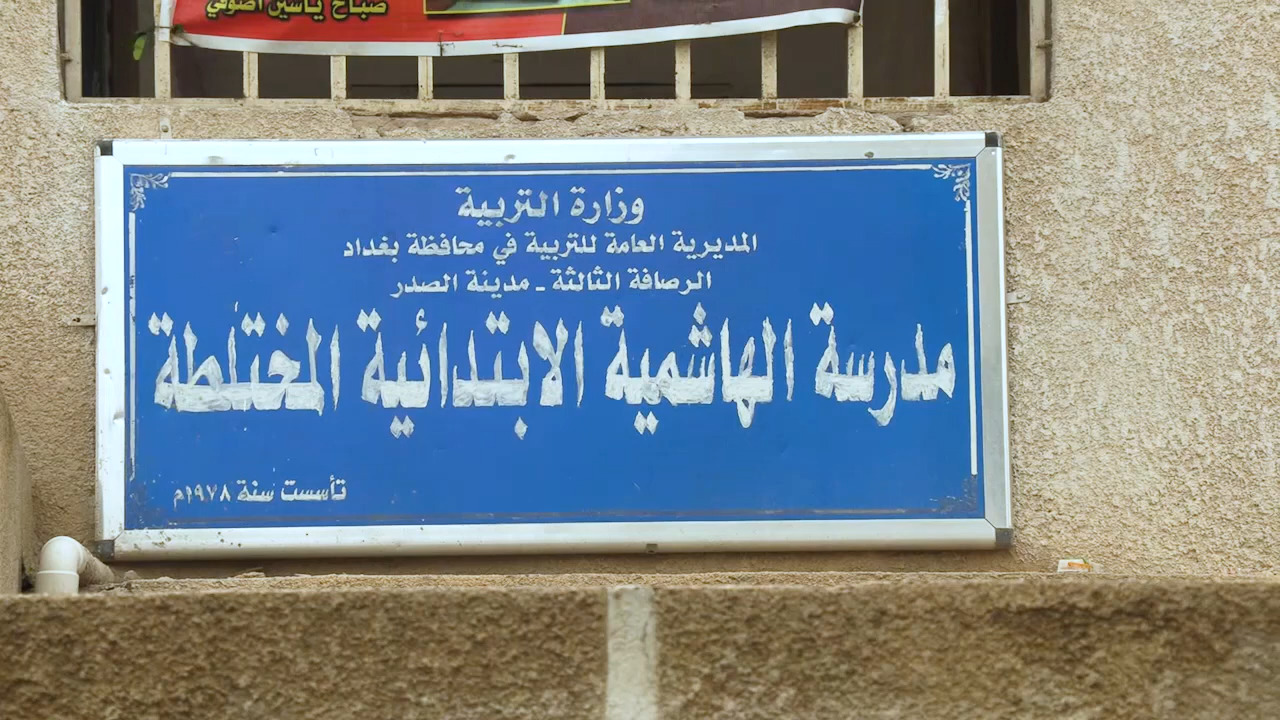 صباح ياسين
وزارة التربية
المديرية العامة للتربية في محافظة بغداد
الرصافة الثالثة - مدينة الصدر
مدرسة الهاشمية الابتدائية المختلطة
تأسست سنة ١٩٧٨م